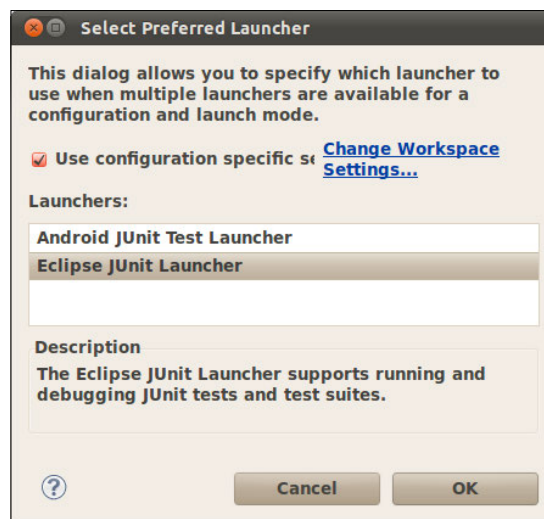 Select Preferred Launcher
This dialog allows you to specify which launcher to
use when multiple launchers are available for a
configuration and launch mode.
Use configuration specific se
Change Workspace
Settings...
Launchers:
Android JUnit Test Launcher
Eclipse JUnit Launcher
Description
The Eclipse JUnit Launcher supports running and
debugging JUnit tests and test suites.
?
Cancel
OK